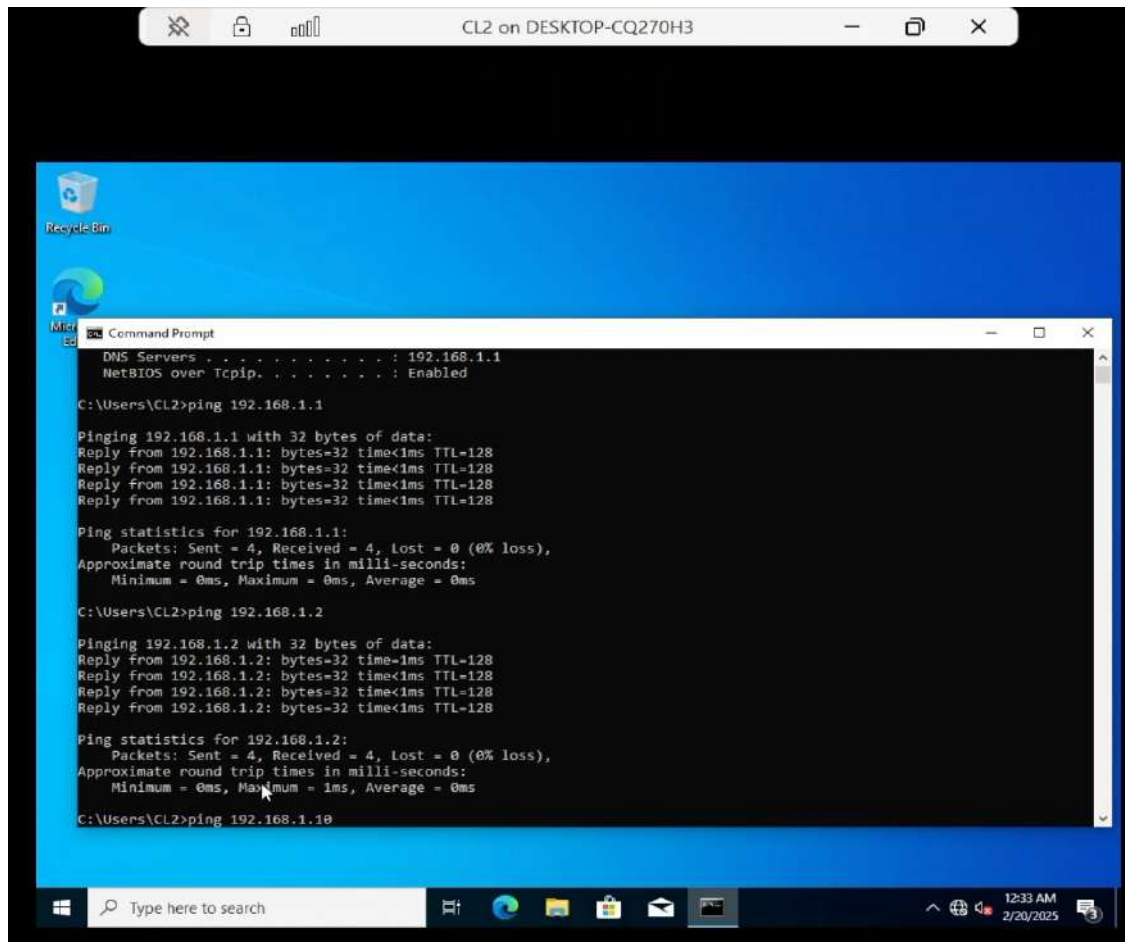 CL2 on DESKTOP-CQ270H3
Recycle Bin
Command Prompt
DNS Servers . . . . . . . . . . . : 192.168.1.1
NetBIOS over Tcpip. . . . . . . . : Enabled
C:\Users\CL2>ping 192.168.1.1
Pinging 192.168.1.1 with 32 bytes of data:
Reply from 192.168.1.1: bytes=32 time<1ms TTL=128
Reply from 192.168.1.1: bytes=32 time<1ms TTL=128
Reply from 192.168.1.1: bytes=32 time<1ms TTL=128
Reply from 192.168.1.1: bytes=32 time<1ms TTL=128
Ping statistics for 192.168.1.1:
Packets: Sent = 4, Received = 4, Lost = 0 (0% loss),
Approximate round trip times in milli-seconds:
Minimum = 0ms, Maximum = 0ms, Average = 0ms
C:\Users\CL2>ping 192.168.1.2
Pinging 192.168.1.2 with 32 bytes of data:
Reply from 192.168.1.2: bytes=32 time=1ms TTL=128
Reply from 192.168.1.2: bytes=32 time<1ms TTL=128
Reply from 192.168.1.2: bytes=32 time<1ms TTL=128
Reply from 192.168.1.2: bytes=32 time<1ms TTL=128
Ping statistics for 192.168.1.2:
Packets: Sent = 4, Received = 4, Lost = 0 (0% loss),
Approximate round trip times in milli-seconds:
Minimum = 0ms, Maximum = 1ms, Average = 0ms
C:\Users\CL2>ping 192.168.1.10
Type here to search
12:33 AM
2/20/2025
3